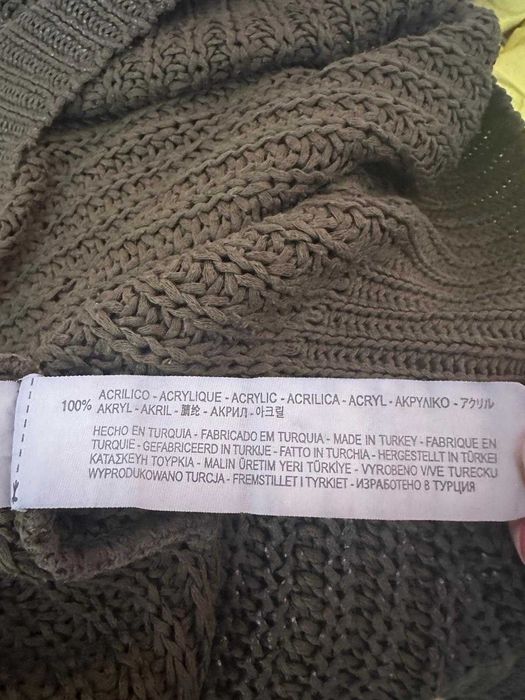 100% ACRILICO - ACRYLIQUE - ACRYLIC - ACRILICA - ACRYL - ΑΚΡΥΛΙΚΟ - アクリル
AKRYL - AKRIL - 腈纶 - АКРИЛ - 아크릴
HECHO EN TURQUIA - FABRICADO EM TURQUIA - MADE IN TURKEY - FABRIQUE EN
TURQUIE - GEFABRICEERD IN TURKIJE - FATTO IN TURCHIA - HERGESTELLT IN TÜRKEI
ΚΑΤΑΣΚΕΥΗ ΤΟΥΡΚΙΑ - MALIN ÜRETIM YERI TÜRKİYE - VYROBENO V/VE TURECKU
WYPRODUKOWANO TURCJA - FREMSTILLET I TYRKIET - ИЗРАБОТЕНО В ТУРЦИЯ